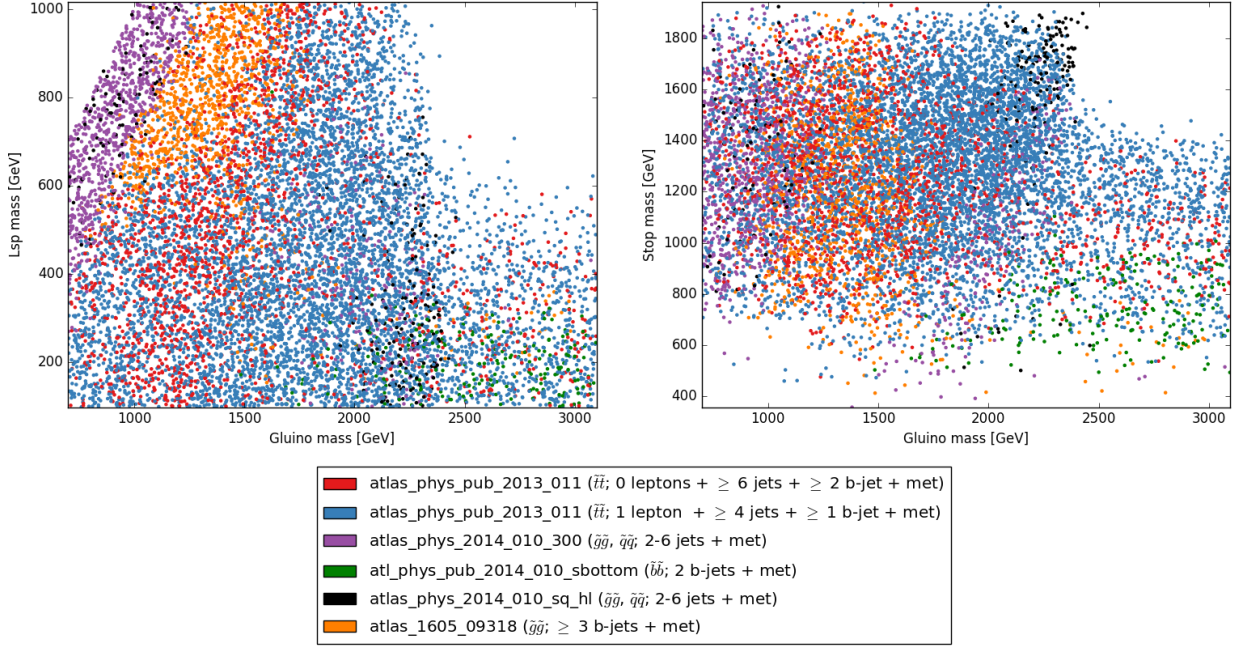 1000
800
600
400
200
Lsp mass [GeV]
1000 1500 2000 2500 3000
Gluino mass [GeV]
1800
1600
1400
1200
1000
800
600
400
Stop mass [GeV]
1000 1500 2000 2500 3000
Gluino mass [GeV]
atlas_phys_pub_2013_011 (t̃t̃; 0 leptons + ≥ 6 jets + ≥ 2 b-jet + met)
atlas_phys_pub_2013_011 (t̃t̃; 1 lepton + ≥ 4 jets + ≥ 1 b-jet + met)
atlas_phys_2014_010_300 (g̃g̃, q̃q̃; 2-6 jets + met)
atl_phys_pub_2014_010_sbottom (b̃b̃; 2 b-jets + met)
atlas_phys_2014_010_sq_hl (g̃g̃, q̃q̃; 2-6 jets + met)
atlas_1605_09318 (g̃g̃; ≥ 3 b-jets + met)